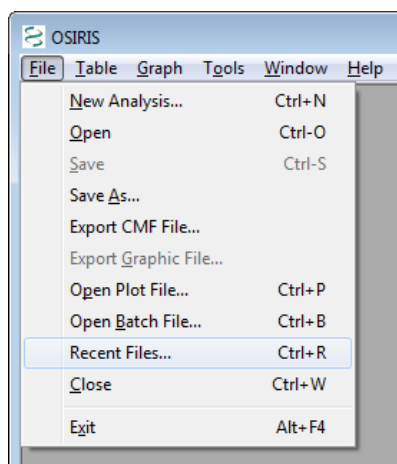 OSIRIS
File Table Graph Tools Window Help
New Analysis... Ctrl+N
Open Ctrl-O
Save Ctrl-S
Save As...
Export CMF File...
Export Graphic File...
Open Plot File... Ctrl+P
Open Batch File... Ctrl+B
Recent Files... Ctrl+R
Close Ctrl+W
Exit Alt+F4